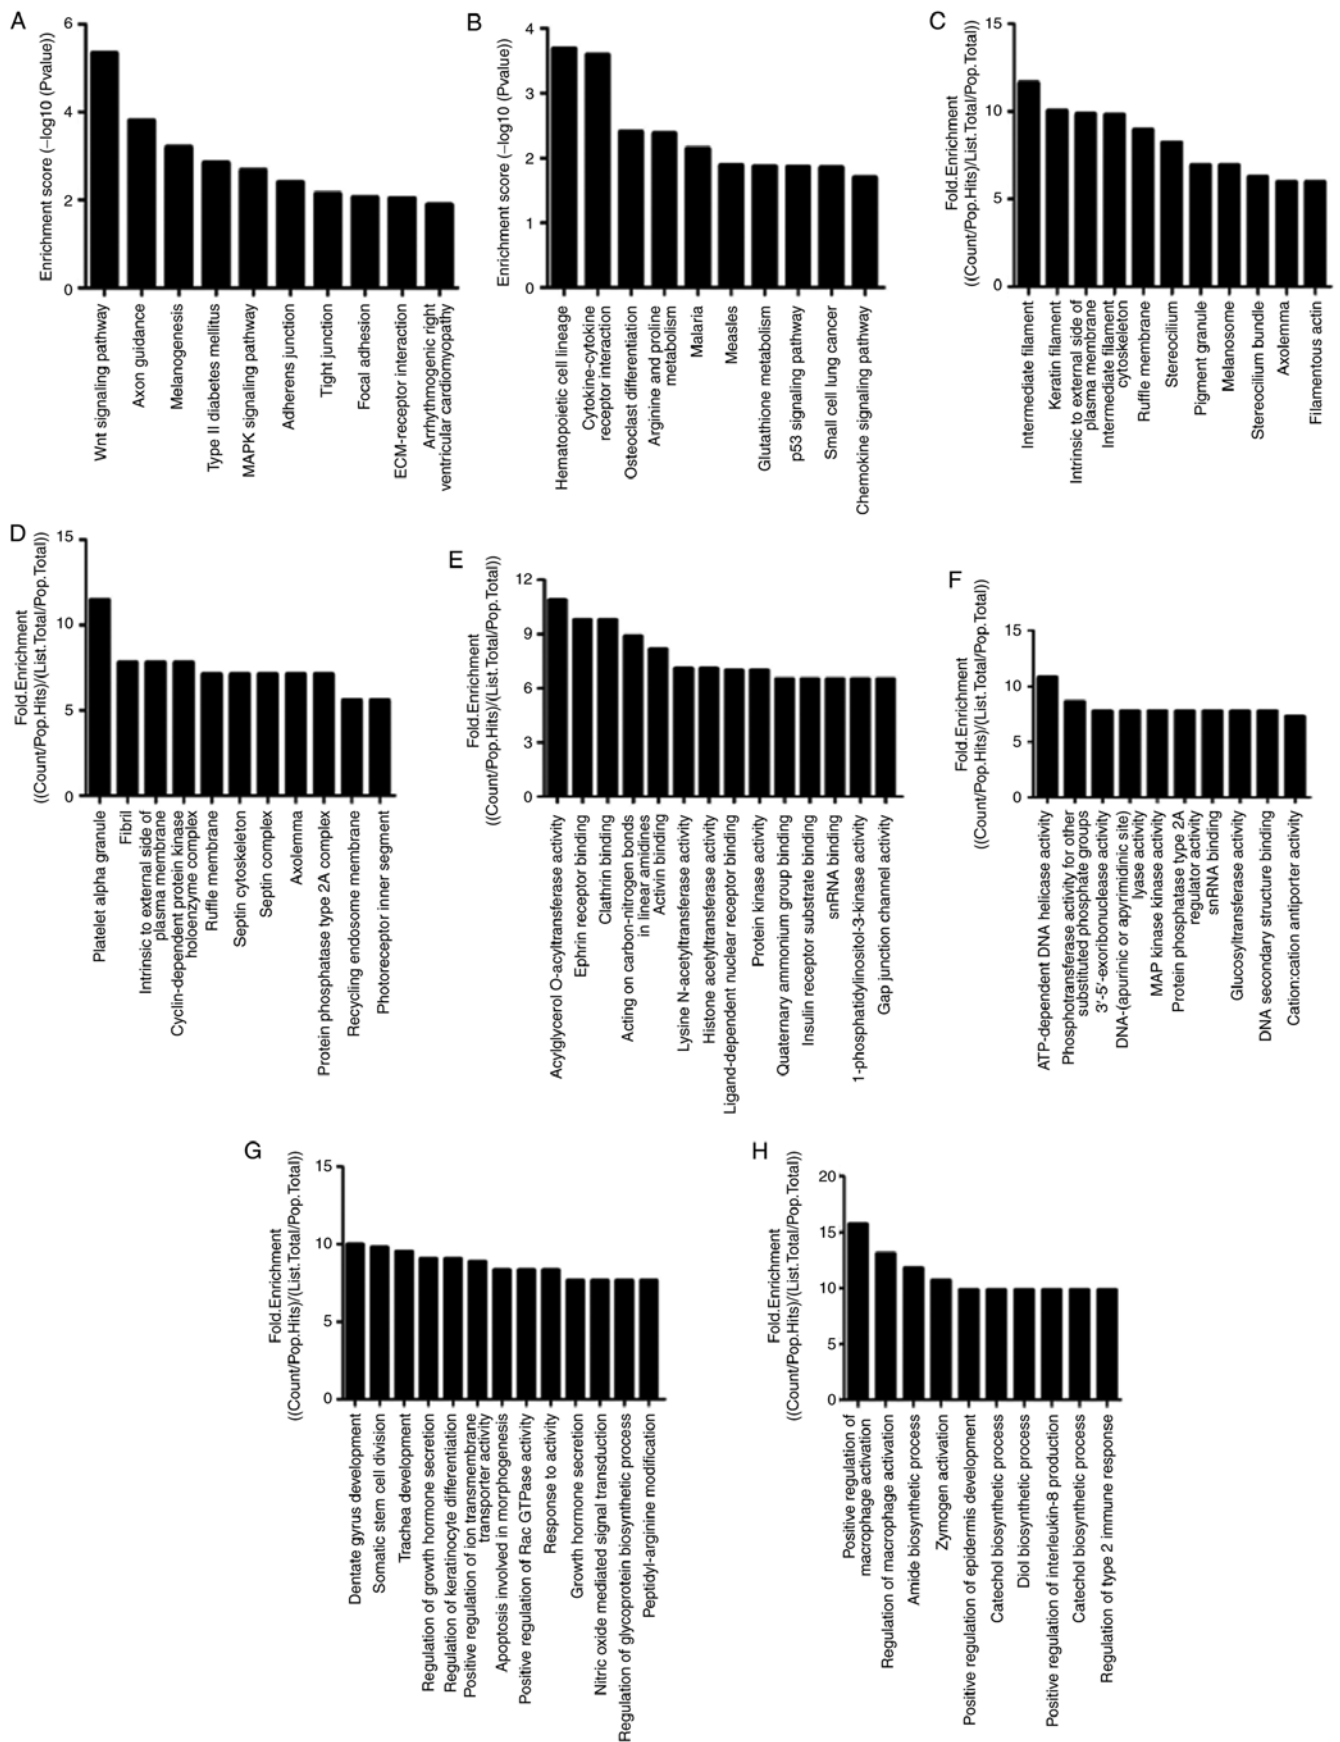 A
Enrichment score (−log10 (Pvalue))
6
4
2
0
Wnt signaling pathway
Axon guidance
Melanogenesis
Type II diabetes mellitus
MAPK signaling pathway
Adherens junction
Tight junction
Focal adhesion
ECM-receptor interaction
Arrhythmogenic right
ventricular cardiomyopathy
B
Enrichment score (−log10 (Pvalue))
4
3
2
1
0
Hematopoietic cell lineage
Cytokine-cytokine
receptor interaction
Osteoclast differentiation
Arginine and proline
metabolism
Malaria
Measles
Glutathione metabolism
p53 signaling pathway
Small cell lung cancer
Chemokine signaling pathway
C
Fold.Enrichment
((Count/Pop.Hits)/List.Total/Pop.Total))
15
10
5
0
Intermediate filament
Keratin filament
Intrinsic to external side of
plasma membrane
Intermediate filament
cytoskeleton
Ruffle membrane
Stereocilium
Pigment granule
Melanosome
Stereocilium bundle
Axolemma
Filamentous actin
D
Fold.Enrichment
((Count/Pop.Hits)/(List.Total/Pop.Total))
15
10
5
0
Platelet alpha granule
Fibril
Intrinsic to external side of
plasma membrane
Cyclin-dependent protein kinase
holoenzyme complex
Ruffle membrane
Septin cytoskeleton
Septin complex
Axolemma
Protein phosphatase type 2A complex
Recycling endosome membrane
Photoreceptor inner segment
E
Fold.Enrichment
((Count/Pop.Hits)/(List.Total/Pop.Total))
12
9
6
3
0
Acylglycerol O-acyltransferase activity
Ephrin receptor binding
Clathrin binding
Acting on carbon-nitrogen bonds
in linear amidines
Activin binding
Lysine N-acetyltransferase activity
Histone acetyltransferase activity
Ligand-dependent nuclear receptor binding
Protein kinase activity
Quaternary ammonium group binding
Insulin receptor substrate binding
snRNA binding
1-phosphatidylinositol-3-kinase activity
Gap junction channel activity
F
Fold.Enrichment
((Count/Pop.Hits)/(List.Total/Pop.Total))
15
10
5
0
ATP-dependent DNA helicase activity
Phosphotransferase activity for other
substituted phosphate groups
3′-5′-exoribonuclease activity
DNA-(apurinic or apyrimidinic site)
lyase activity
MAP kinase kinase activity
Protein phosphatase type 2A
regulator activity
snRNA binding
Glucosyltransferase activity
DNA secondary structure binding
Cation:cation antiporter activity
G
Fold.Enrichment
((Count/Pop.Hits)/(List.Total/Pop.Total))
15
10
5
0
Dentate gyrus development
Somatic stem cell division
Trachea development
Regulation of growth hormone secretion
Regulation of keratinocyte differentiation
Positive regulation of ion transmembrane
transporter activity
Apoptosis involved in morphogenesis
Positive regulation of Rac GTPase activity
Response to activity
Growth hormone secretion
Nitric oxide mediated signal transduction
Regulation of glycoprotein biosynthetic process
Peptidyl-arginine modification
H
Fold.Enrichment
((Count/Pop.Hits)/(List.Total/Pop.Total))
20
15
10
5
0
Positive regulation of
macrophage activation
Regulation of macrophage activation
Amide biosynthetic process
Zymogen activation
Positive regulation of epidermis development
Catechol biosynthetic process
Diol biosynthetic process
Positive regulation of interleukin-8 production
Catechol biosynthetic process
Regulation of type 2 immune response